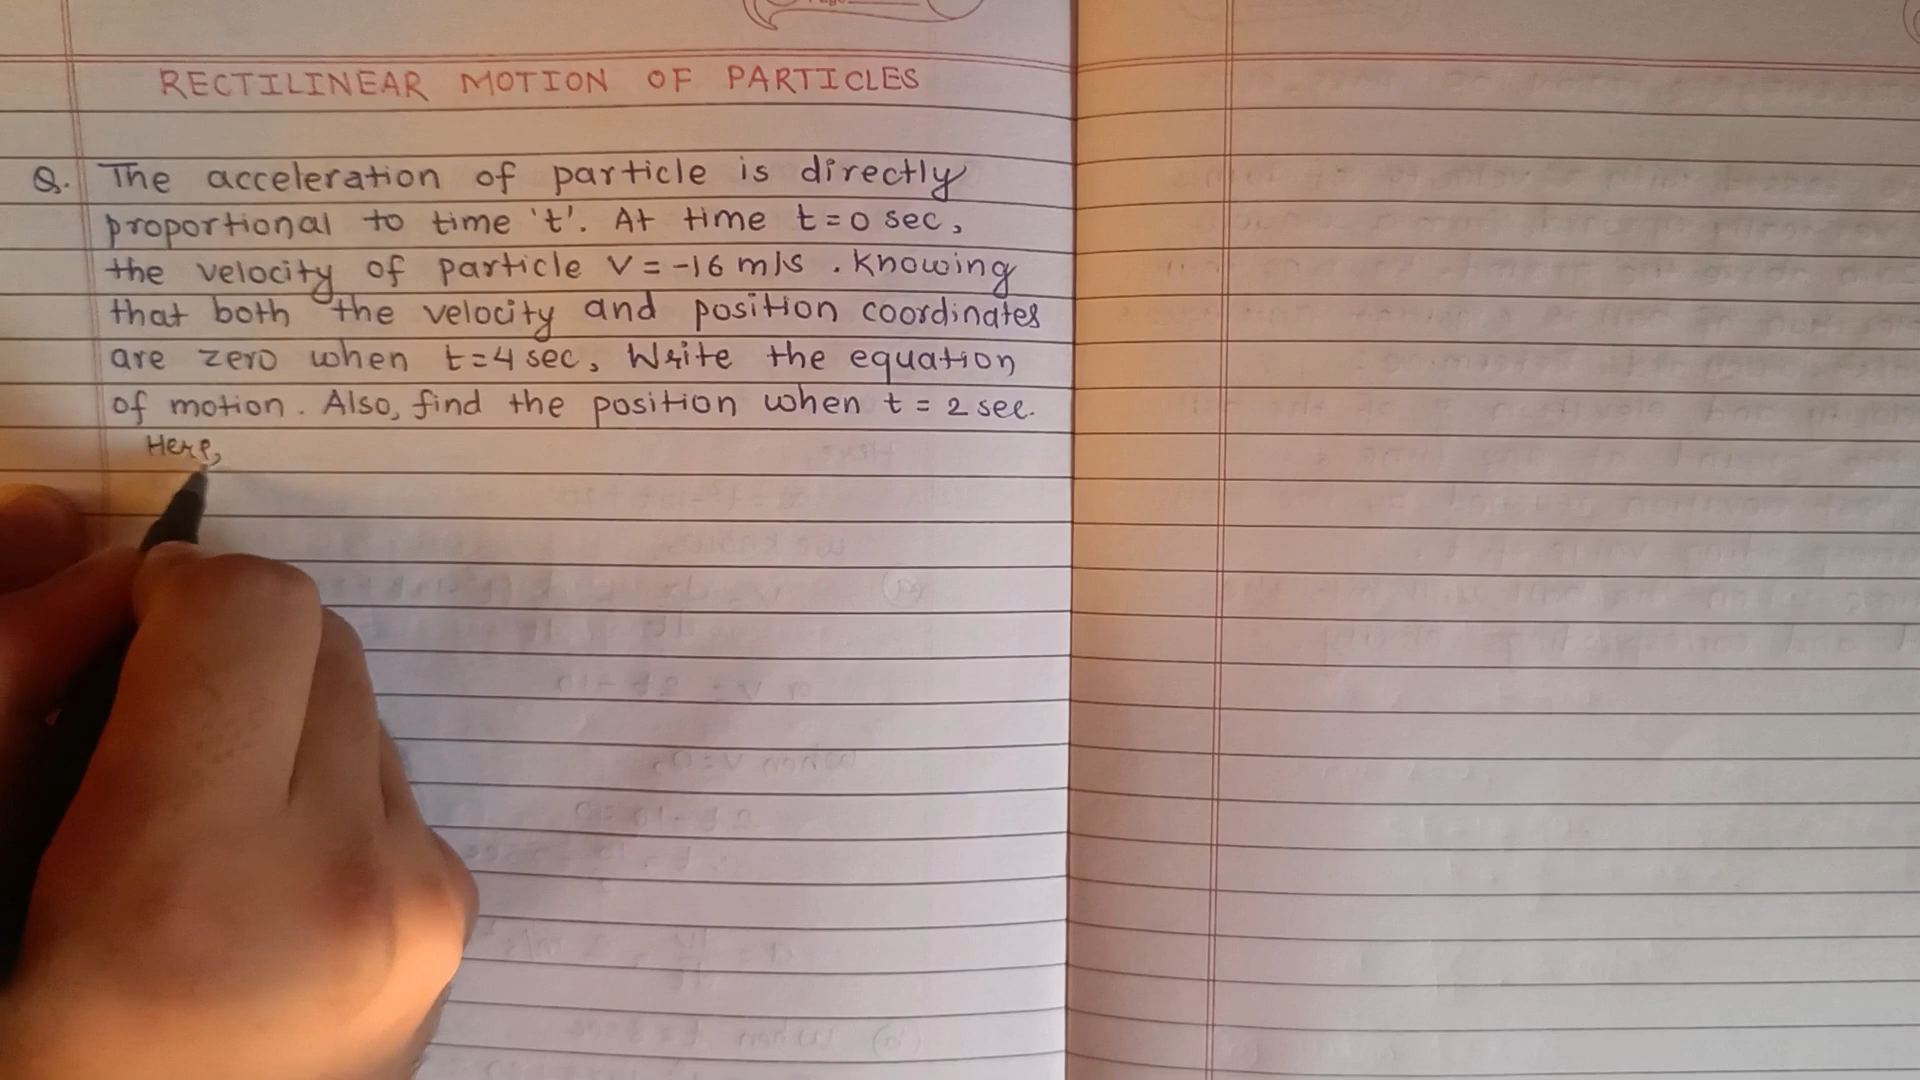 RECTILINEAR MOTION OF PARTICLES
Q. The acceleration of particle is directly
proportional to time 't'. At time t=0 sec,
the velocity of particle V = -16 m/s . Knowing
that both the velocity and position coordinates
are zero when t=4 sec, Write the equation
of motion. Also, find the position when t = 2 sec.
Here,